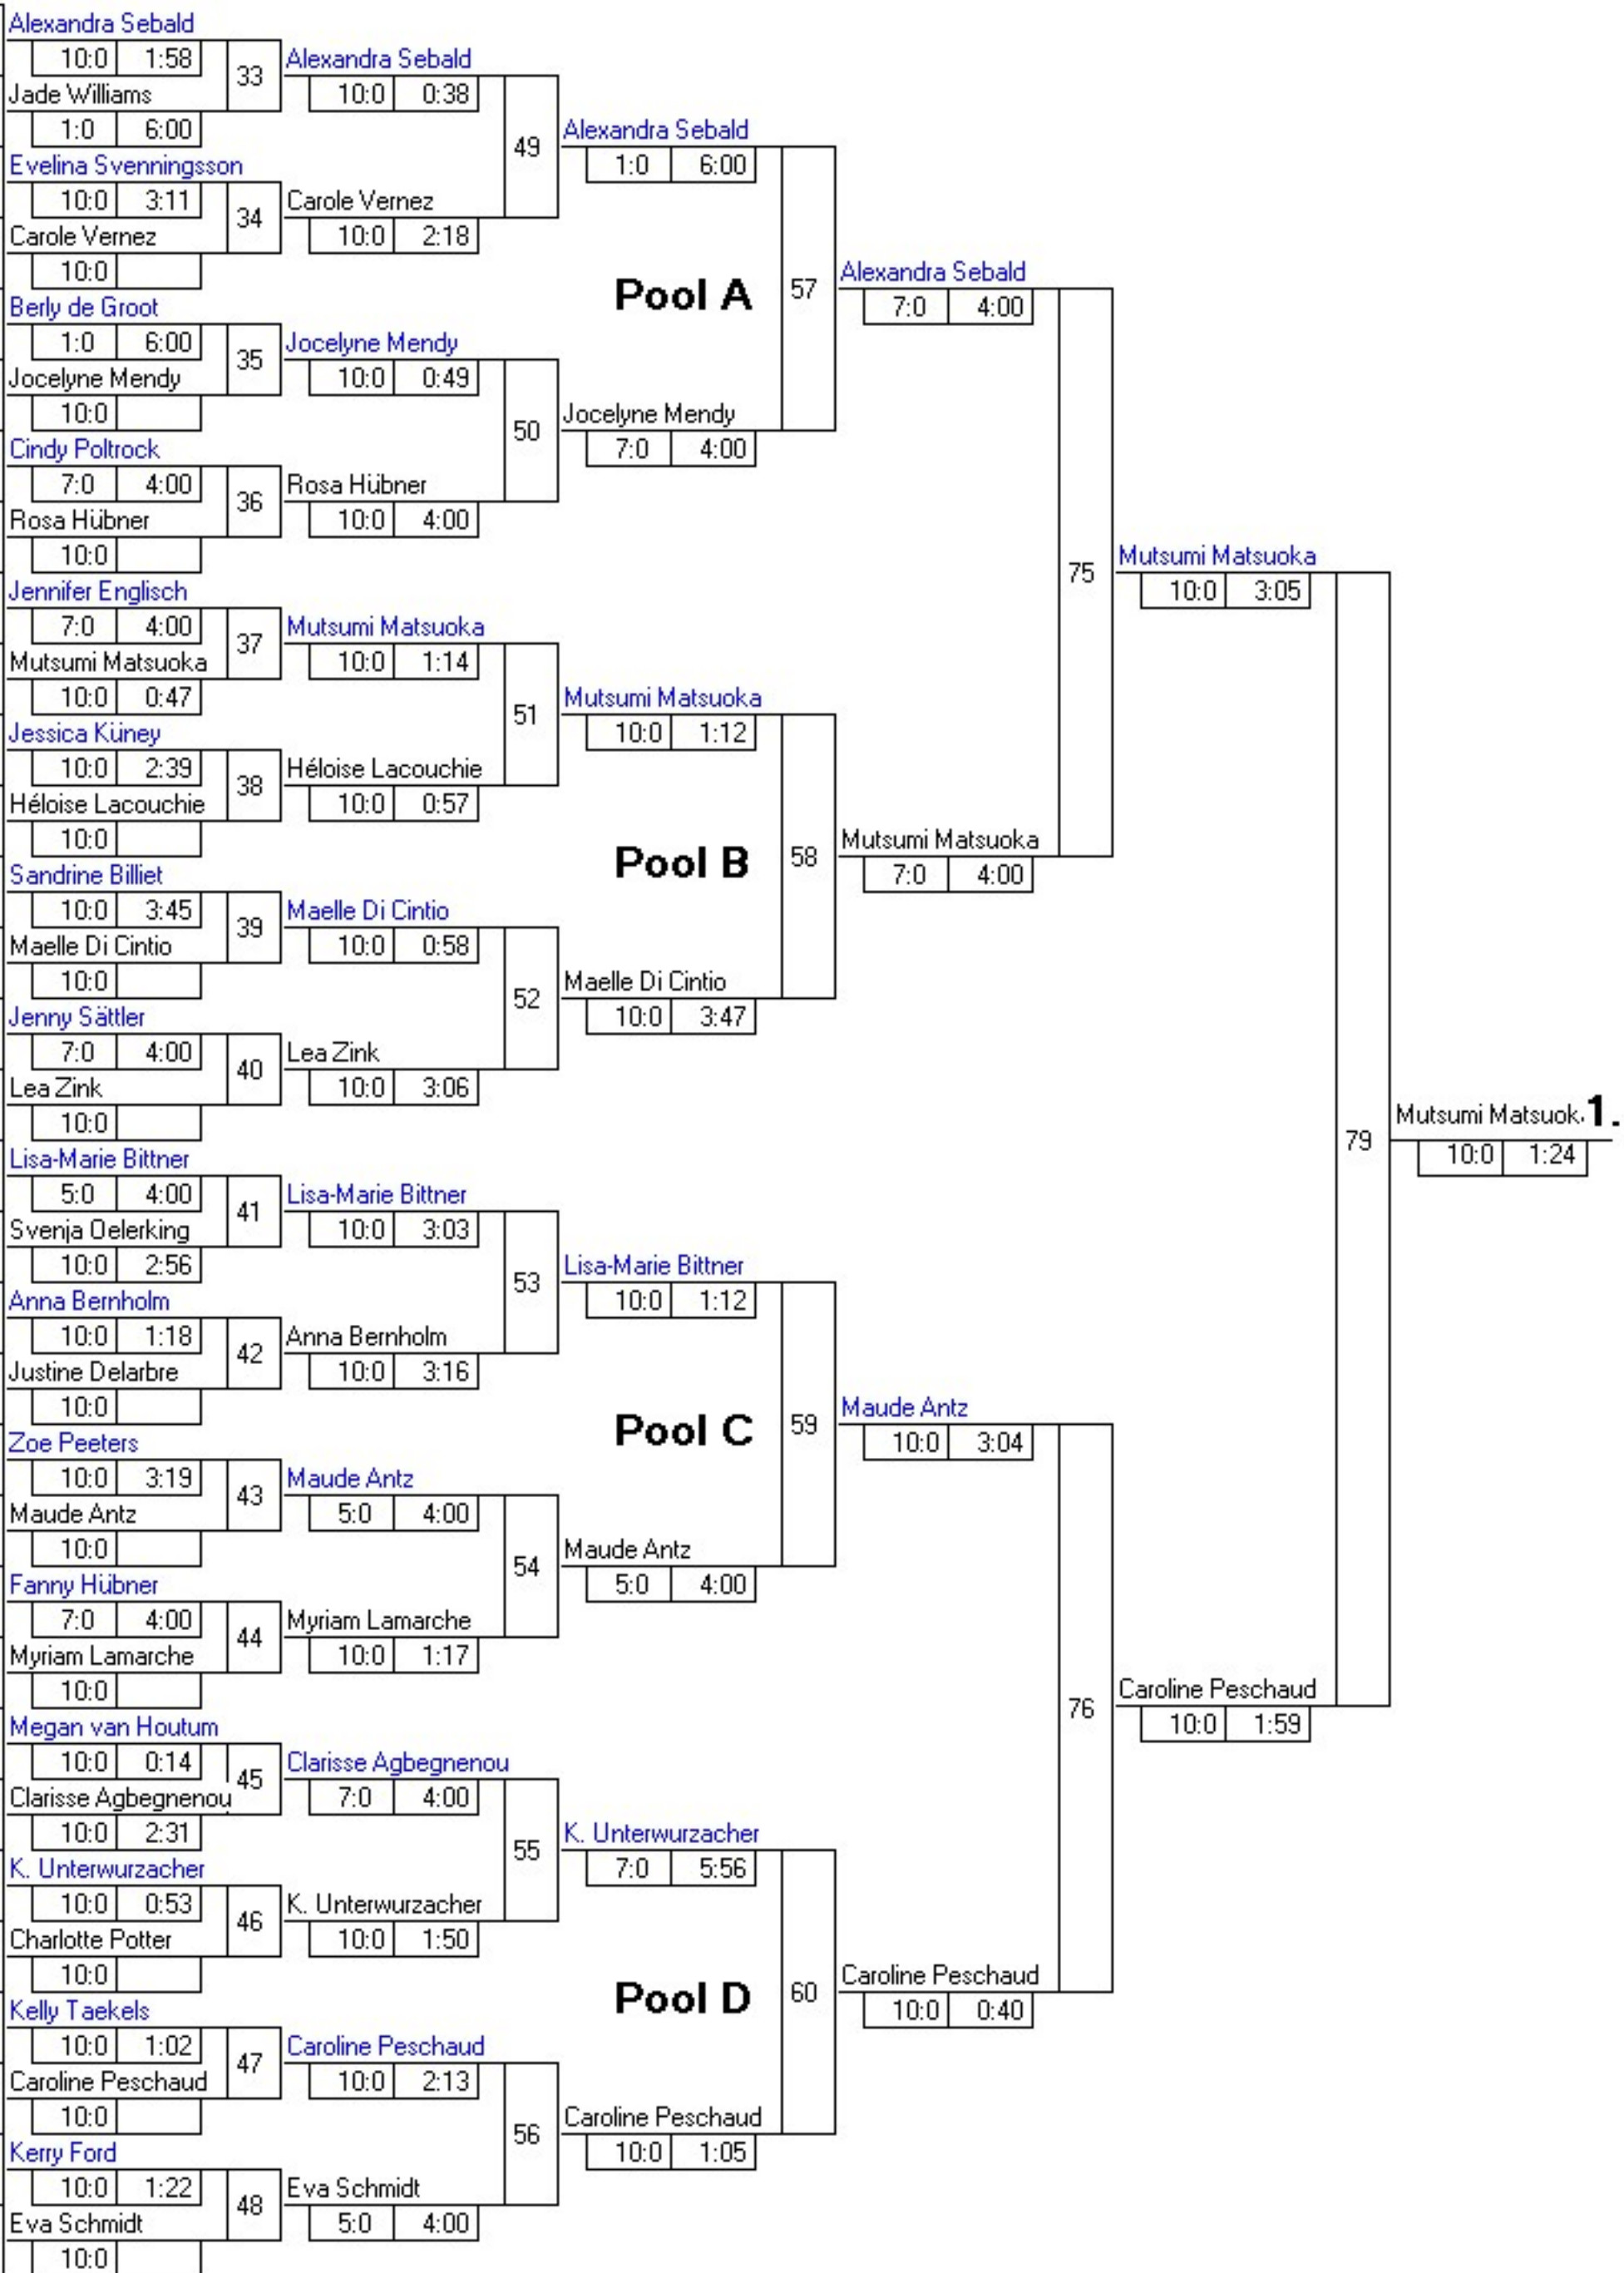 Alexandra Sebald
10:0 1:58
33
Jade Williams
1:0 6:00
Evelina Svenningsson
10:0 3:11
34
Carole Vernez
10:0
Berly de Groot
1:0 6:00
35
Jocelyne Mendy
10:0
Cindy Poltrock
7:0 4:00
36
Rosa Hübner
10:0
Jennifer Englisch
7:0 4:00
37
Mutsumi Matsuoka
10:0 0:47
Jessica Küney
10:0 2:39
38
Héloise Lacouchie
10:0
Sandrine Billiet
10:0 3:45
39
Maelle Di Cintio
10:0
Jenny Sättler
7:0 4:00
40
Lea Zink
10:0
Lisa-Marie Bittner
5:0 4:00
41
Svenja Oelerking
10:0 2:56
Anna Bernholm
10:0 1:18
42
Justine Delarbre
10:0
Zoe Peeters
10:0 3:19
43
Maude Antz
10:0
Fanny Hübner
7:0 4:00
44
Myriam Lamarche
10:0
Megan van Houtum
10:0 0:14
45
Clarisse Agbegnenou
10:0 2:31
K. Unterwurzacher
10:0 0:53
46
Charlotte Potter
10:0
Kelly Taekels
10:0 1:02
47
Caroline Peschaud
10:0
Kerry Ford
10:0 1:22
48
Eva Schmidt
10:0
Alexandra Sebald
10:0 0:38
49
Carole Vernez
10:0 2:18
Jocelyne Mendy
10:0 0:49
50
Rosa Hübner
10:0 4:00
Mutsumi Matsuoka
10:0 1:14
51
Héloise Lacouchie
10:0 0:57
Maelle Di Cintio
10:0 0:58
52
Lea Zink
10:0 3:06
Lisa-Marie Bittner
10:0 3:03
53
Anna Bernholm
10:0 3:16
Maude Antz
5:0 4:00
54
Myriam Lamarche
10:0 1:17
Clarisse Agbegnenou
7:0 4:00
55
K. Unterwurzacher
10:0 1:50
Caroline Peschaud
10:0 2:13
56
Eva Schmidt
5:0 4:00
Alexandra Sebald
1:0 6:00
Pool A
57
Jocelyne Mendy
7:0 4:00
Mutsumi Matsuoka
10:0 1:12
Pool B
58
Maelle Di Cintio
10:0 3:47
Lisa-Marie Bittner
10:0 1:12
Pool C
59
Maude Antz
5:0 4:00
K. Unterwurzacher
7:0 5:56
Pool D
60
Caroline Peschaud
10:0 1:05
Alexandra Sebald
7:0 4:00
75
Mutsumi Matsuoka
7:0 4:00
Maude Antz
10:0 3:04
76
Caroline Peschaud
10:0 0:40
Mutsumi Matsuoka
10:0 3:05
79
Caroline Peschaud
10:0 1:59
Mutsumi Matsuok. 1.
10:0 1:24